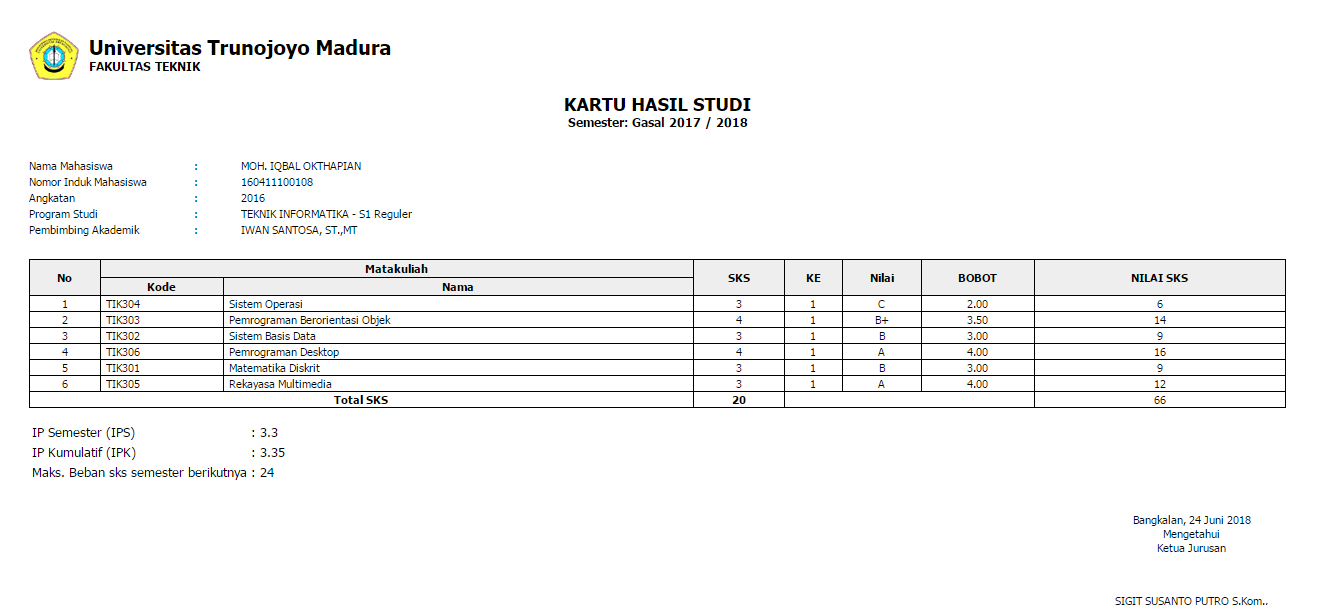 Universitas Trunojoyo Madura
FAKULTAS TEKNIK
KARTU HASIL STUDI
Semester: Gasal 2017 / 2018
Nama Mahasiswa : MOH. IQBAL OKTHAPIAN
Nomor Induk Mahasiswa : 160411100108
Angkatan : 2016
Program Studi : TEKNIK INFORMATIKA - S1 Reguler
Pembimbing Akademik : IWAN SANTOSA, ST.,MT
No Matakuliah SKS KE Nilai BOBOT NILAI SKS
Kode Nama
1 TIK304 Sistem Operasi 3 1 C 2.00 6
2 TIK303 Pemrograman Berorientasi Objek 4 1 B+ 3.50 14
3 TIK302 Sistem Basis Data 3 1 B 3.00 9
4 TIK306 Pemrograman Desktop 4 1 A 4.00 16
5 TIK301 Matematika Diskrit 3 1 B 3.00 9
6 TIK305 Rekayasa Multimedia 3 1 A 4.00 12
Total SKS 20 66
IP Semester (IPS) : 3.3
IP Kumulatif (IPK) : 3.35
Maks. Beban sks semester berikutnya : 24
Bangkalan, 24 Juni 2018
Mengetahui
Ketua Jurusan
SIGIT SUSANTO PUTRO S.Kom..